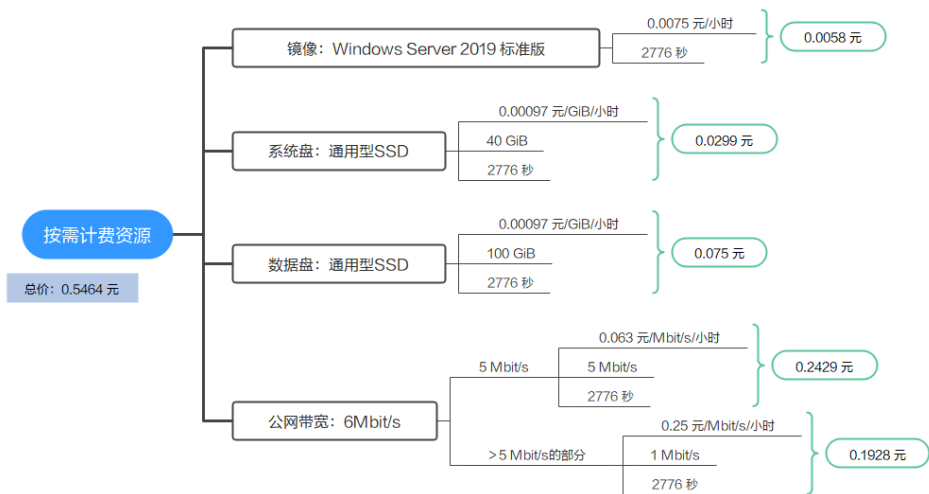 按需计费资源
总价：0.5464 元
镜像：Windows Server 2019 标准版
0.0075 元/小时
2776 秒
0.0058 元
系统盘：通用型SSD
0.00097 元/GiB/小时
40 GiB
2776 秒
0.0299 元
数据盘：通用型SSD
0.00097 元/GiB/小时
100 GiB
2776 秒
0.075 元
公网带宽：6Mbit/s
5 Mbit/s
0.063 元/Mbit/s/小时
5 Mbit/s
2776 秒
0.2429 元
＞5 Mbit/s的部分
0.25 元/Mbit/s/小时
1 Mbit/s
2776 秒
0.1928 元